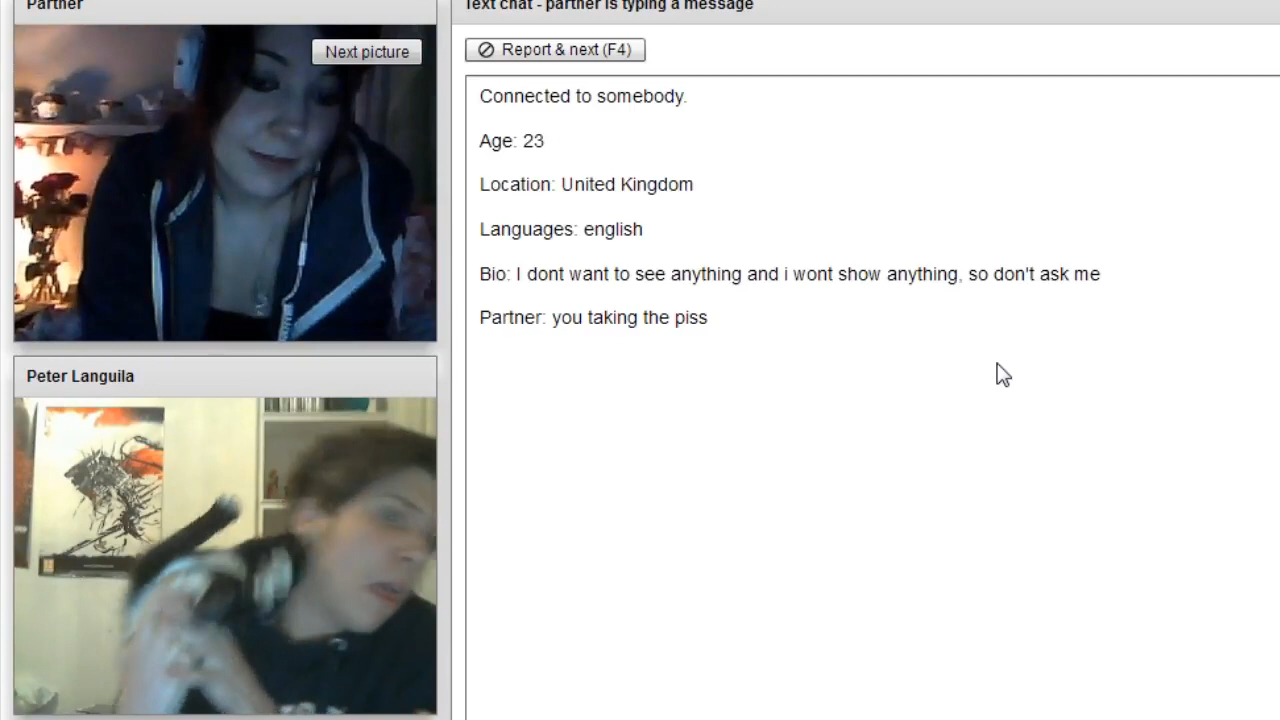 Partner
Text chat - partner is typing a message
Next picture
Report & next (F4)
Connected to somebody.
Age: 23
Location: United Kingdom
Languages: english
Bio: I dont want to see anything and i wont show anything, so don't ask me
Partner: you taking the piss
Peter Languila